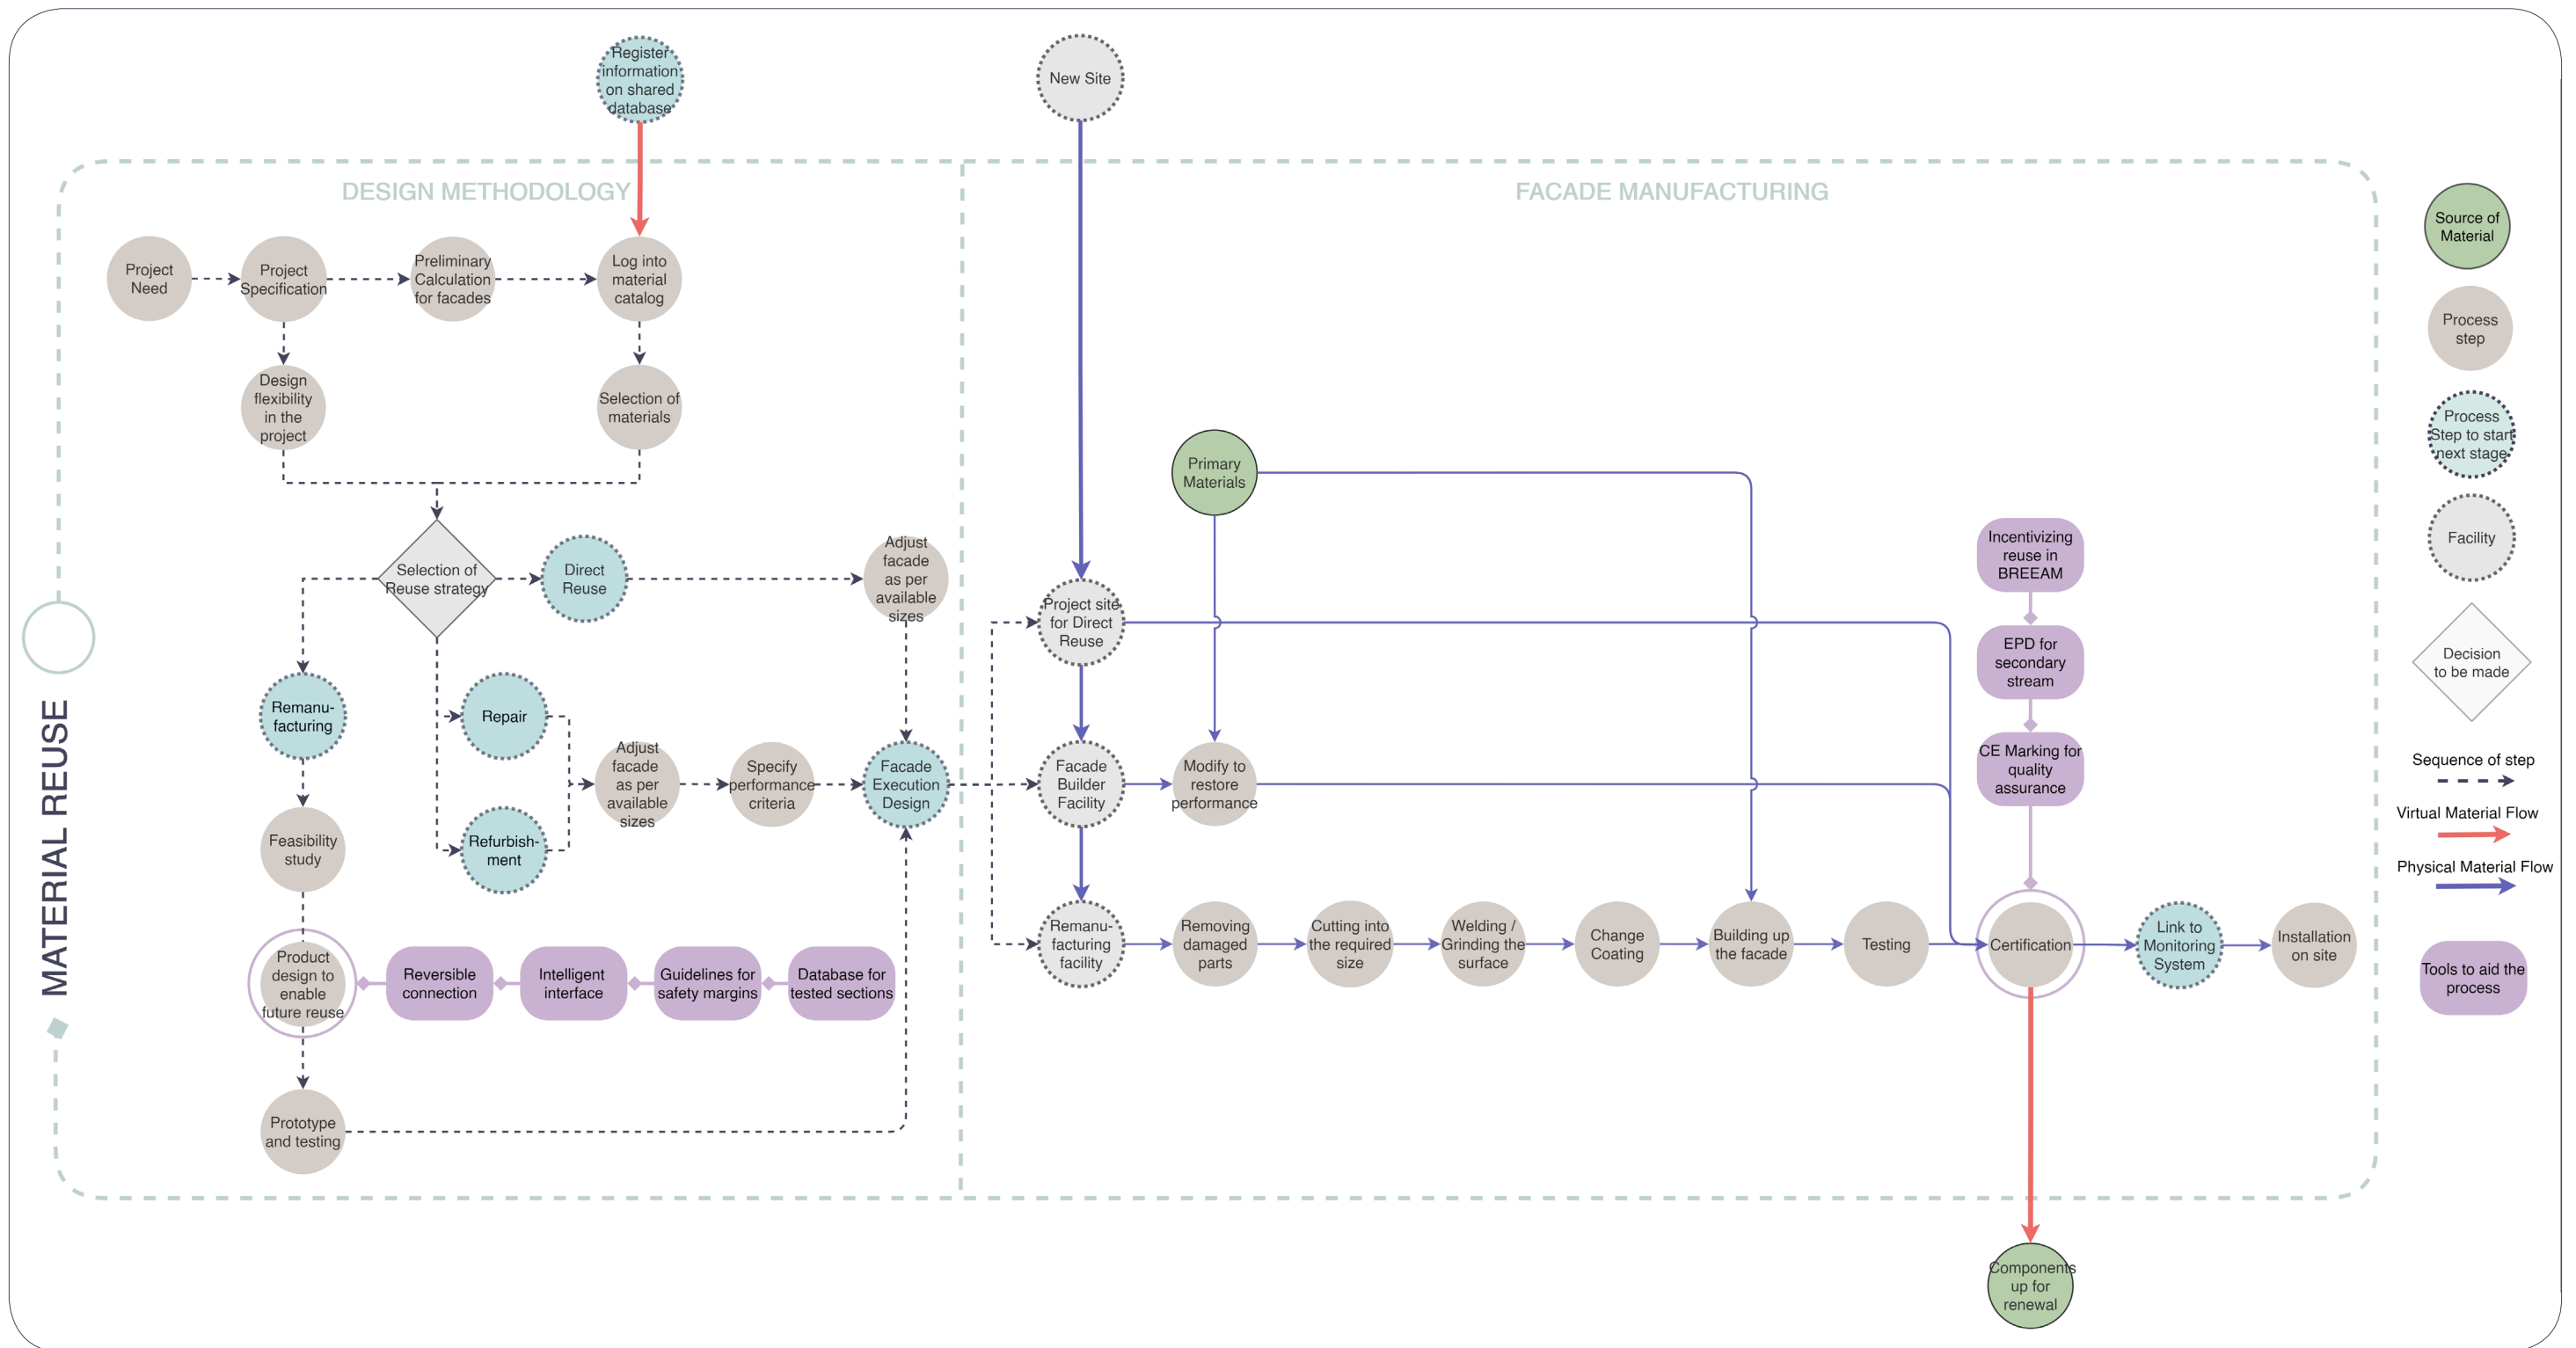 Register
information
on shared
database
New Site
DESIGN METHODOLOGY
FACADE MANUFACTURING
Project
Need
Project
Specification
Preliminary
Calculation
for facades
Log into
material
catalog
Design
flexibility
in the
project
Selection of
materials
Primary
Materials
Selection of
Reuse strategy
Direct
Reuse
Adjust
facade
as per
available
sizes
Project site
for Direct
Reuse
Remanu-
facturing
Repair
Adjust
facade
as per
available
sizes
Specify
performance
criteria
Facade
Execution
Design
Facade
Builder
Facility
Modify to
restore
performance
Refurbish-
ment
Feasibility
study
Product
design to
enable
future reuse
Reversible
connection
Intelligent
interface
Guidelines for
safety margins
Database for
tested sections
Prototype
and testing
Remanu-
facturing
facility
Removing
damaged
parts
Cutting into
the required
size
Welding /
Grinding the
surface
Change
Coating
Building up
the facade
Testing
Incentivizing
reuse in
BREEAM
EPD for
secondary
stream
CE Marking for
quality
assurance
Certification
Link to
Monitoring
System
Installation
on site
Components
up for
renewal
MATERIAL REUSE
Source of
Material
Process
step
Process
Step to start
next stage
Facility
Decision
to be made
Sequence of step
Virtual Material Flow
Physical Material Flow
Tools to aid the
process